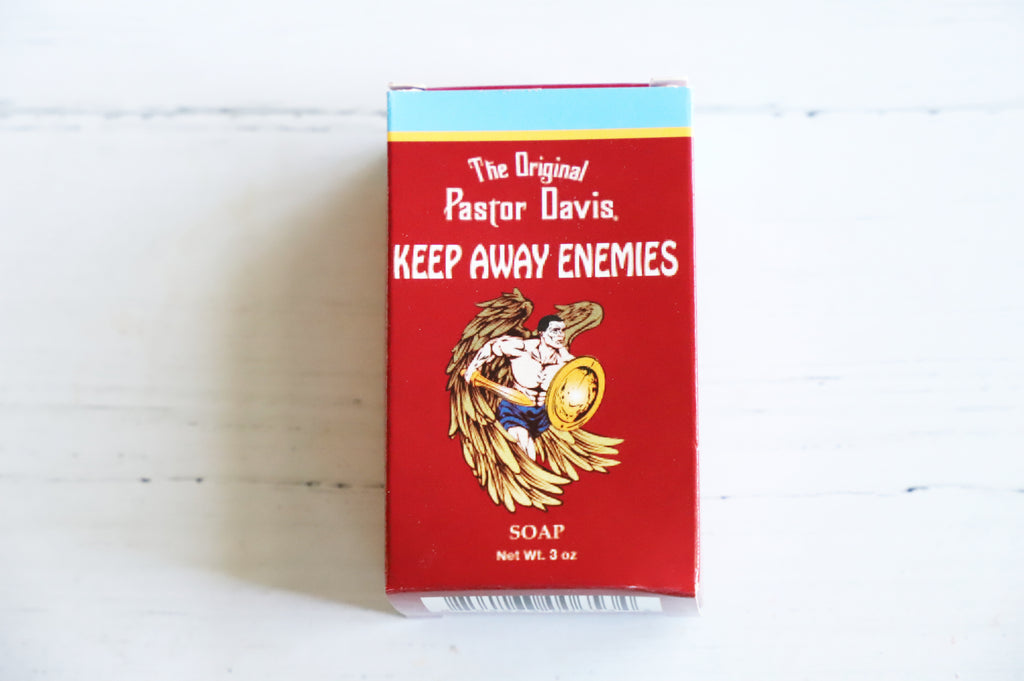 The Original
Pastor Davis
KEEP AWAY ENEMIES
SOAP
Net Wt. 3 oz